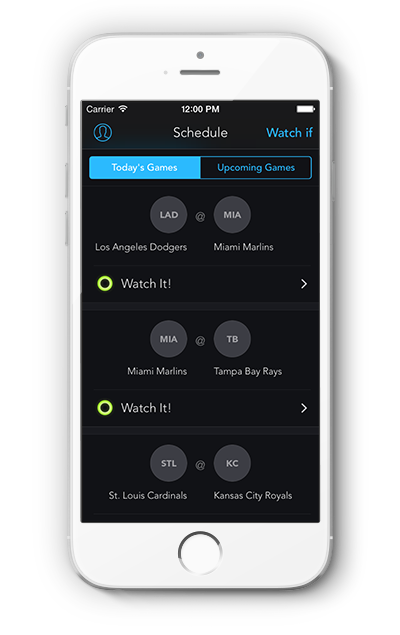 Carrier 12:00 PM
Schedule Watch if
Today's Games Upcoming Games
LAD @ MIA
Los Angeles Dodgers Miami Marlins
Watch It!
MIA @ TB
Miami Marlins Tampa Bay Rays
Watch It!
STL @ KC
St. Louis Cardinals Kansas City Royals